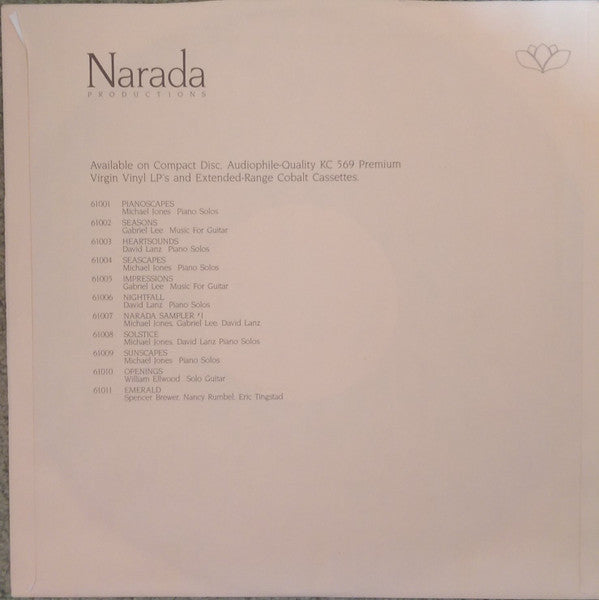 Narada
PRODUCTIONS
Available on Compact Disc, Audiophile-Quality KC 569 Premium
Virgin Vinyl LP's and Extended-Range Cobalt Cassettes.
61001 PIANOSCAPES
Michael Jones Piano Solos
61002 SEASONS
Gabriel Lee Music For Guitar
61003 HEARTSOUNDS
David Lanz Piano Solos
61004 SEASCAPES
Michael Jones Piano Solos
61005 IMPRESSIONS
Gabriel Lee Music For Guitar
61006 NIGHTFALL
David Lanz Piano Solos
61007 NARADA SAMPLER #1
Michael Jones, Gabriel Lee, David Lanz
61008 SOLSTICE
Michael Jones, David Lanz Piano Solos
61009 SUNSCAPES
Michael Jones Piano Solos
61010 OPENINGS
William Ellwood Solo Guitar
61011 EMERALD
Spencer Brewer, Nancy Rumbel, Eric Tingstad